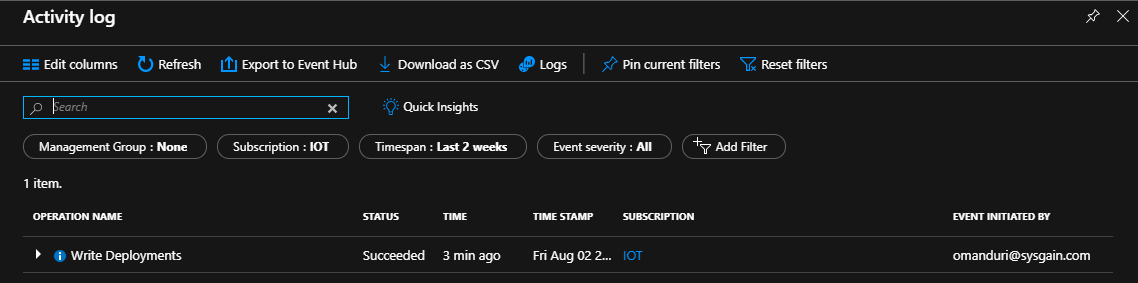 Activity log
Edit columns Refresh Export to Event Hub Download as CSV Logs Pin current filters Reset filters
Search Quick Insights
Management Group : None Subscription : IOT Timespan : Last 2 weeks Event severity : All Add Filter
1 item.
OPERATION NAME STATUS TIME TIME STAMP SUBSCRIPTION EVENT INITIATED BY
Write Deployments Succeeded 3 min ago Fri Aug 02 2... IOT omanduri@sysgain.com